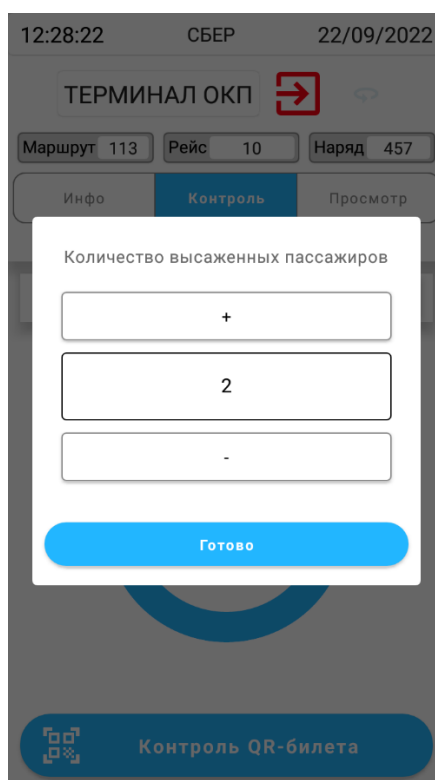 12:28:22 СБЕР 22/09/2022
ТЕРМИНАЛ ОКП
Маршрут 113 Рейс 10 Наряд 457
Инфо Контроль Просмотр
Количество высаженных пассажиров
+
2
-
Готово
Контроль QR-билета